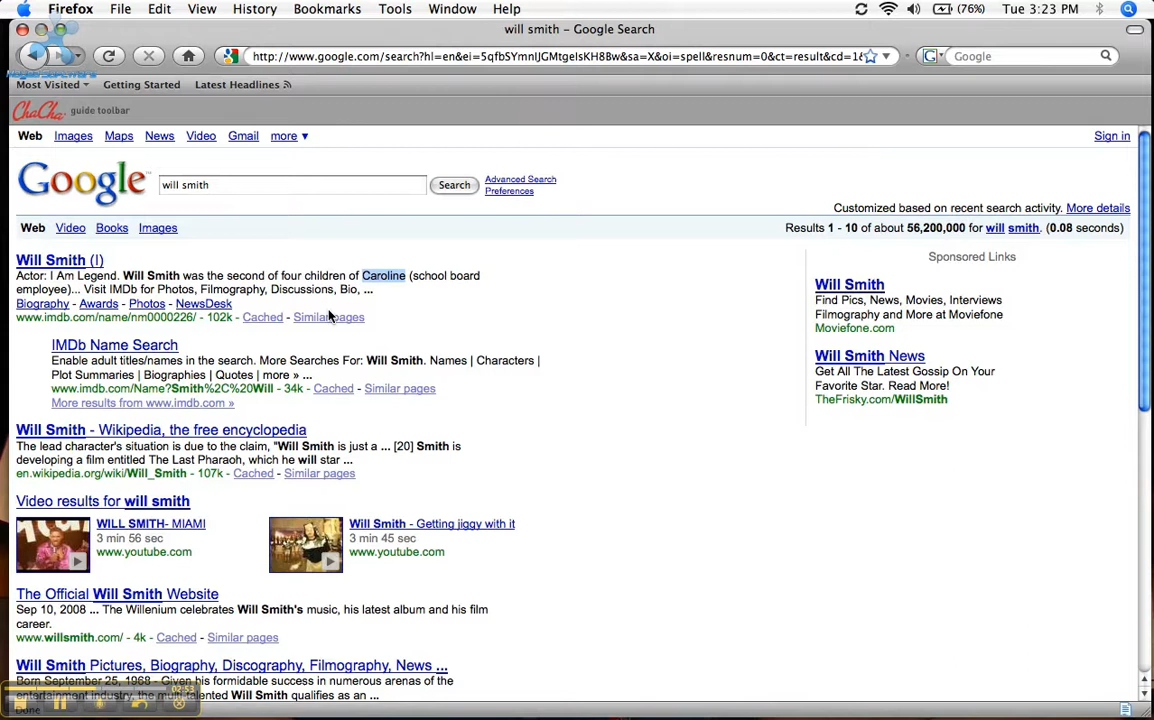 Firefox File Edit View History Bookmarks Tools Window Help (76%) Tue 3:23 PM
will smith - Google Search
http://www.google.com/search?hl=en&ei=5qfbSYmnIJGMtgeIsKH8Bw&sa=X&oi=spell&resnum=0&ct=result&cd=1& Google
Most Visited Getting Started Latest Headlines
ChaCha guide toolbar
Web Images Maps News Video Gmail more ▼ Sign in
Google will smith Search Advanced Search
Preferences
Customized based on recent search activity. More details
Web Video Books Images Results 1 - 10 of about 56,200,000 for will smith. (0.08 seconds)
Will Smith (I)
Actor: I Am Legend. Will Smith was the second of four children of Caroline (school board
employee)... Visit IMDb for Photos, Filmography, Discussions, Bio, ...
Biography - Awards - Photos - NewsDesk
www.imdb.com/name/nm0000226/ - 102k - Cached - Similar pages
IMDb Name Search
Enable adult titles/names in the search. More Searches For: Will Smith. Names | Characters |
Plot Summaries | Biographies | Quotes | more » ...
www.imdb.com/Name?Smith%2C%20Will - 34k - Cached - Similar pages
More results from www.imdb.com »
Will Smith - Wikipedia, the free encyclopedia
The lead character's situation is due to the claim, "Will Smith is just a ... [20] Smith is
developing a film entitled The Last Pharaoh, which he will star ...
en.wikipedia.org/wiki/Will_Smith - 107k - Cached - Similar pages
Video results for will smith
WILL SMITH- MIAMI
3 min 56 sec
www.youtube.com
Will Smith - Getting jiggy with it
3 min 45 sec
www.youtube.com
The Official Will Smith Website
Sep 10, 2008 ... The Willenium celebrates Will Smith's music, his latest album and his film
career.
www.willsmith.com/ - 4k - Cached - Similar pages
Will Smith Pictures, Biography, Discography, Filmography, News ...
Born September 25, 1968 - Given his formidable success in numerous arenas of the
entertainment industry, the multi-talented Will Smith qualifies as an ...
Sponsored Links
Will Smith
Find Pics, News, Movies, Interviews
Filmography and More at Moviefone
Moviefone.com
Will Smith News
Get All The Latest Gossip On Your
Favorite Star. Read More!
TheFrisky.com/WillSmith
02:53
Done